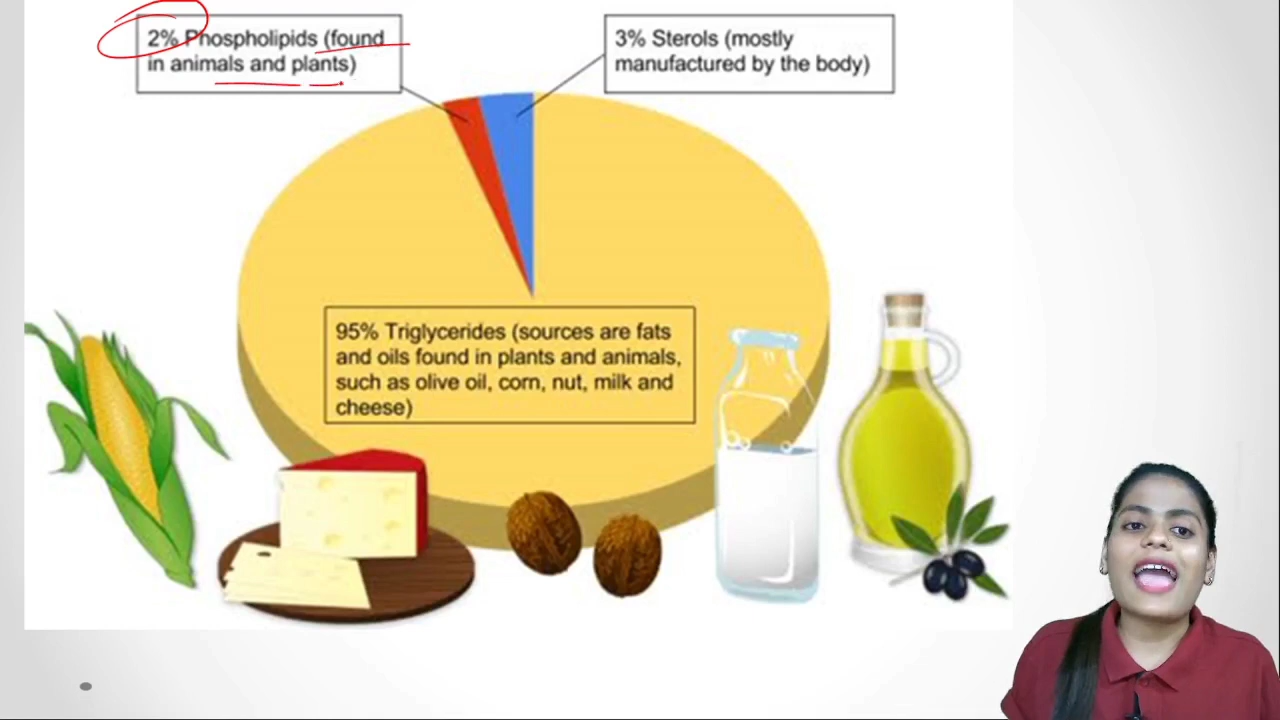 2% Phospholipids (found
in animals and plants)
3% Sterols (mostly
manufactured by the body)
95% Triglycerides (sources are fats
and oils found in plants and animals,
such as olive oil, corn, nut, milk and
cheese)